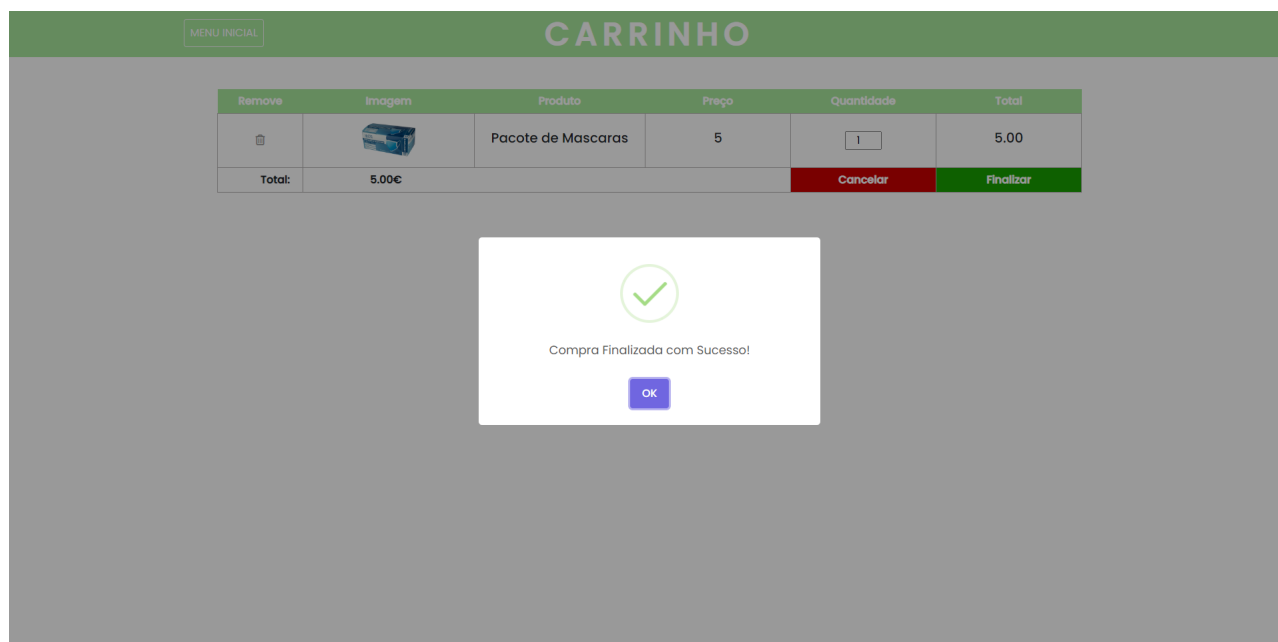 MENU INICIAL
CARRINHO
Remove Imagem Produto Preço Quantidade Total
Pacote de Mascaras 5 1 5.00
Total: 5.00€ Cancelar Finalizar
Compra Finalizada com Sucesso!
OK